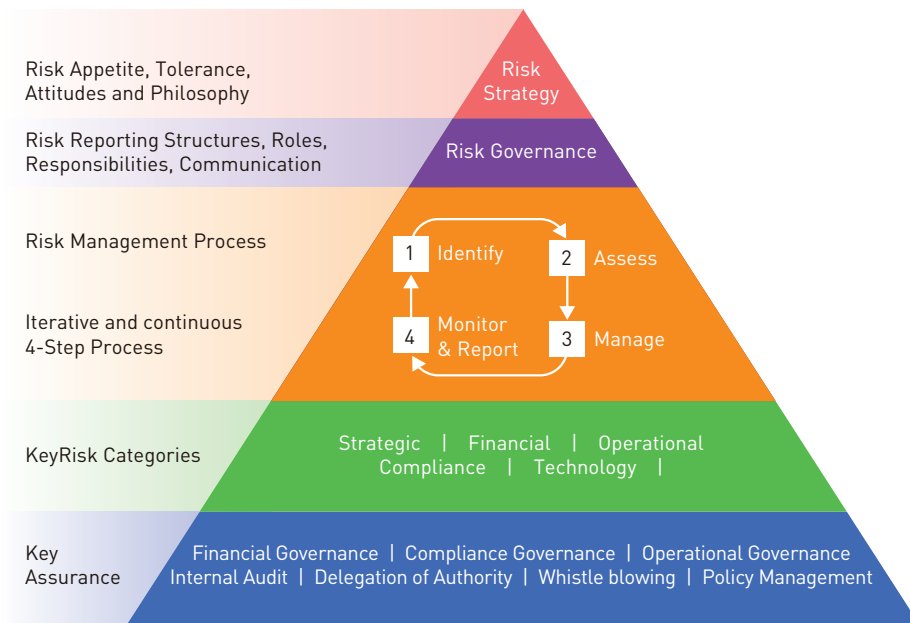 Risk Appetite, Tolerance,
Attitudes and Philosophy
Risk
Strategy
Risk Reporting Structures, Roles,
Responsibilities, Communication
Risk Governance
Risk Management Process
1 Identify
2 Assess
Iterative and continuous
4-Step Process
4 Monitor
& Report
3 Manage
KeyRisk Categories
Strategic | Financial | Operational
Compliance | Technology |
Key
Assurance
Financial Governance | Compliance Governance | Operational Governance
Internal Audit | Delegation of Authority | Whistle blowing | Policy Management